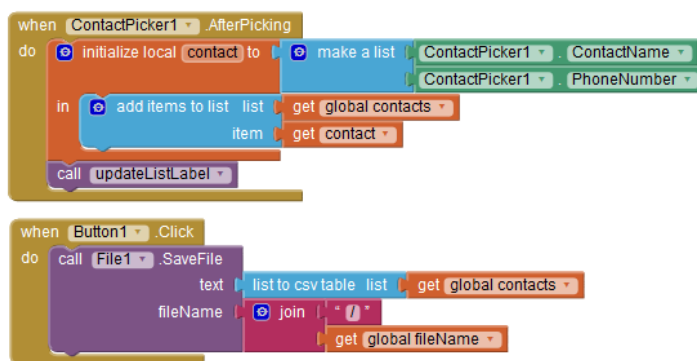 when ContactPicker1 .AfterPicking
do initialize local contact to make a list ContactPicker1 . ContactName
ContactPicker1 . PhoneNumber
in add items to list list get global contacts
item get contact
call updateListLabel
when Button1 .Click
do call File1 .SaveFile
text list to csv table list get global contacts
fileName join " / "
get global fileName